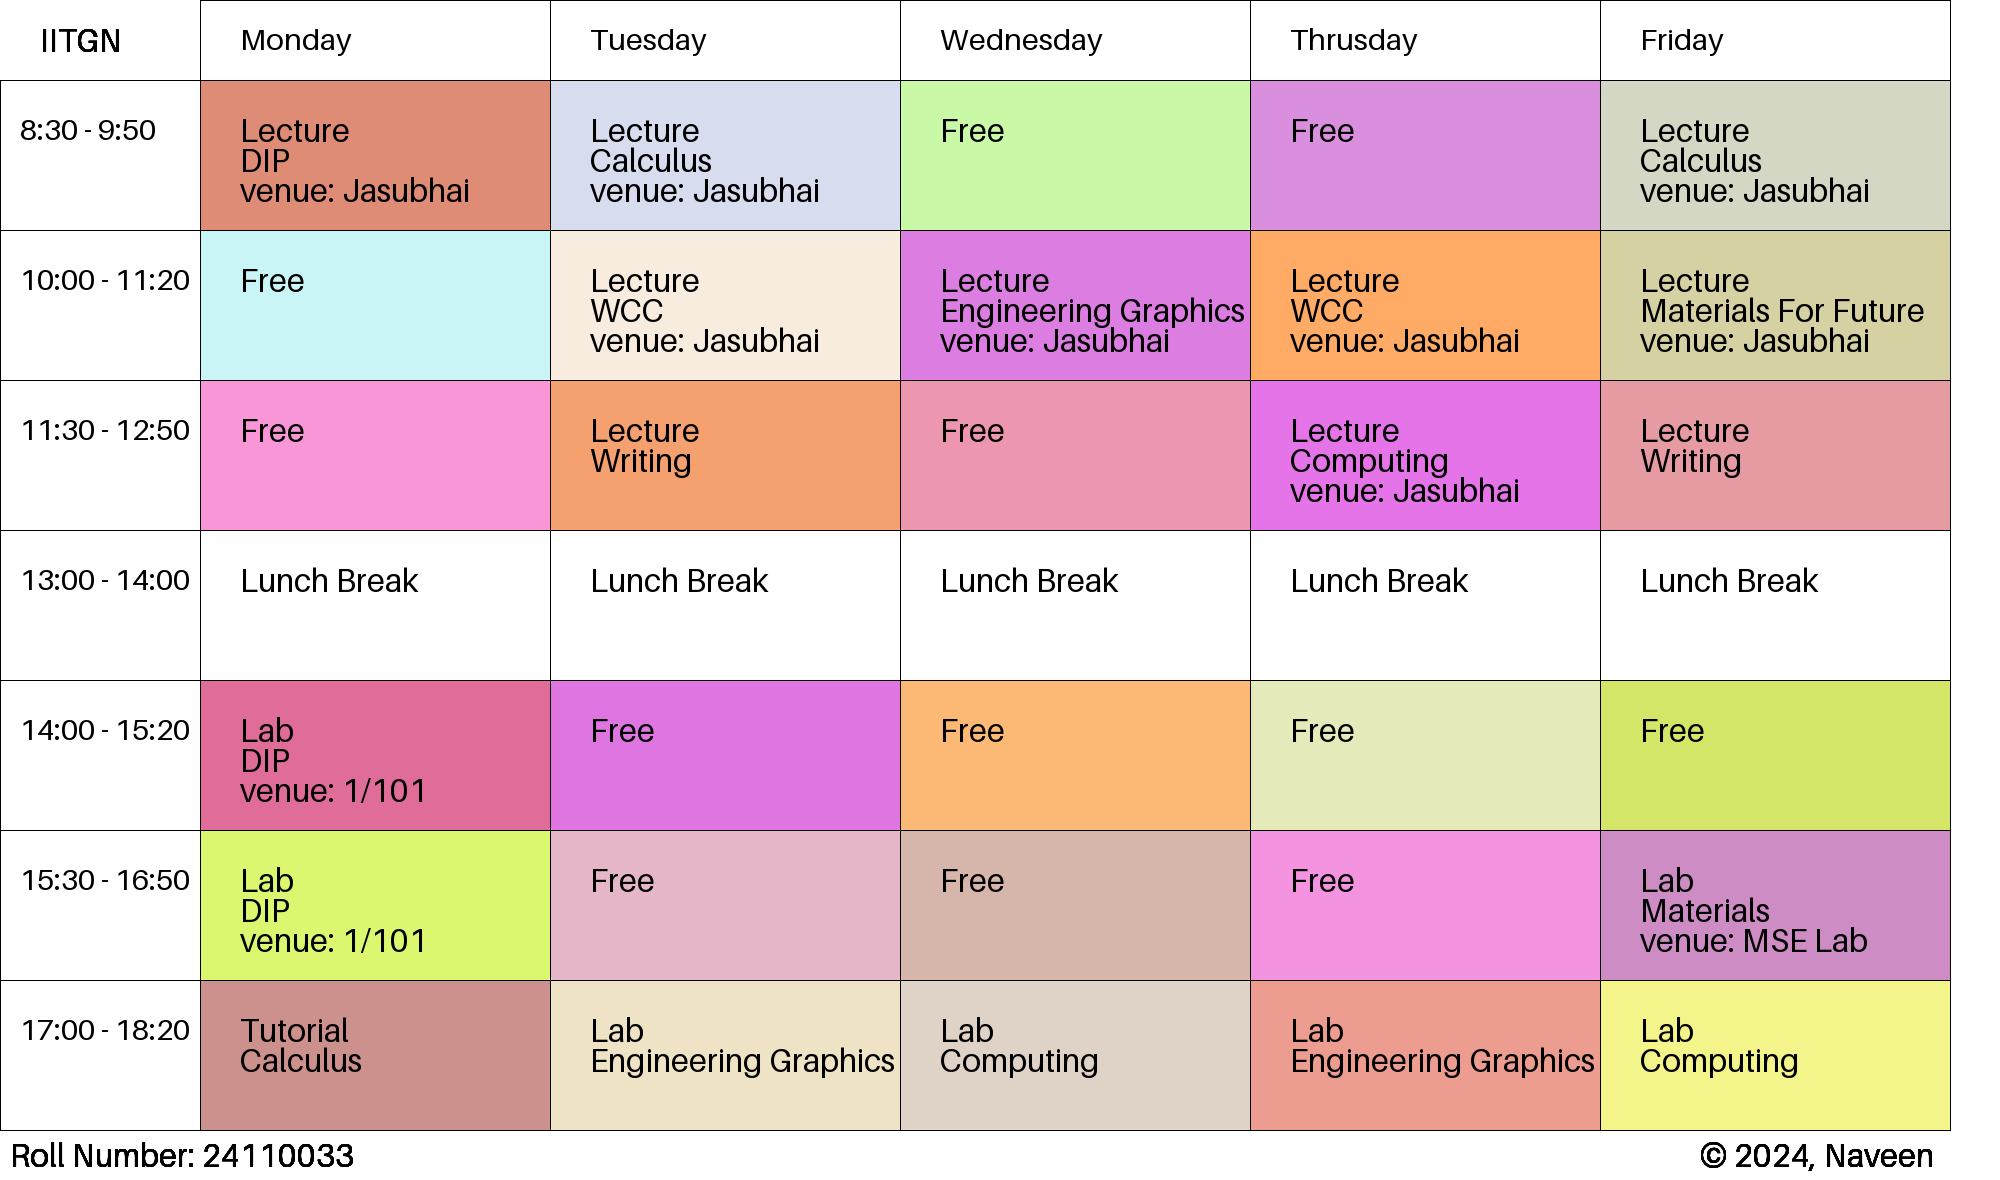 IITGN Monday Tuesday Wednesday Thrusday Friday
8:30 - 9:50
Lecture
DIP
venue: Jasubhai
Lecture
Calculus
venue: Jasubhai
Free
Free
Lecture
Calculus
venue: Jasubhai
10:00 - 11:20
Free
Lecture
WCC
venue: Jasubhai
Lecture
Engineering Graphics
venue: Jasubhai
Lecture
WCC
venue: Jasubhai
Lecture
Materials For Future
venue: Jasubhai
11:30 - 12:50
Free
Lecture
Writing
Free
Lecture
Computing
venue: Jasubhai
Lecture
Writing
13:00 - 14:00
Lunch Break
Lunch Break
Lunch Break
Lunch Break
Lunch Break
14:00 - 15:20
Lab
DIP
venue: 1/101
Free
Free
Free
Free
15:30 - 16:50
Lab
DIP
venue: 1/101
Free
Free
Free
Lab
Materials
venue: MSE Lab
17:00 - 18:20
Tutorial
Calculus
Lab
Engineering Graphics
Lab
Computing
Lab
Engineering Graphics
Lab
Computing
Roll Number: 24110033
© 2024, Naveen